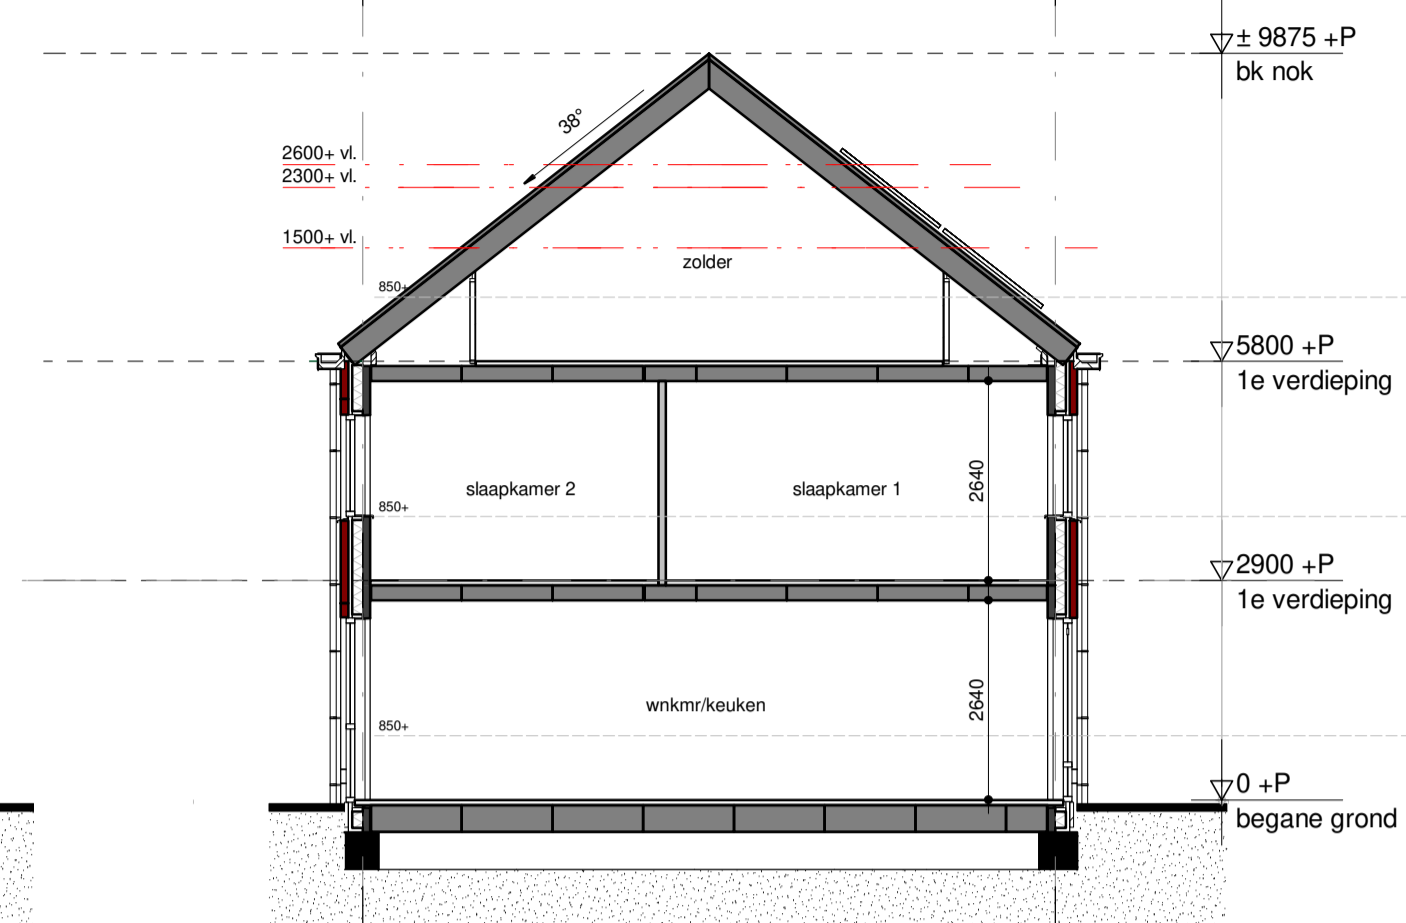 ± 9875 +P
bk nok
38°
2600+ vl.
2300+ vl.
1500+ vl.
zolder
850+
5800 +P
1e verdieping
2640
slaapkamer 2
slaapkamer 1
850+
2900 +P
1e verdieping
2640
wnkmr/keuken
850+
0 +P
begane grond